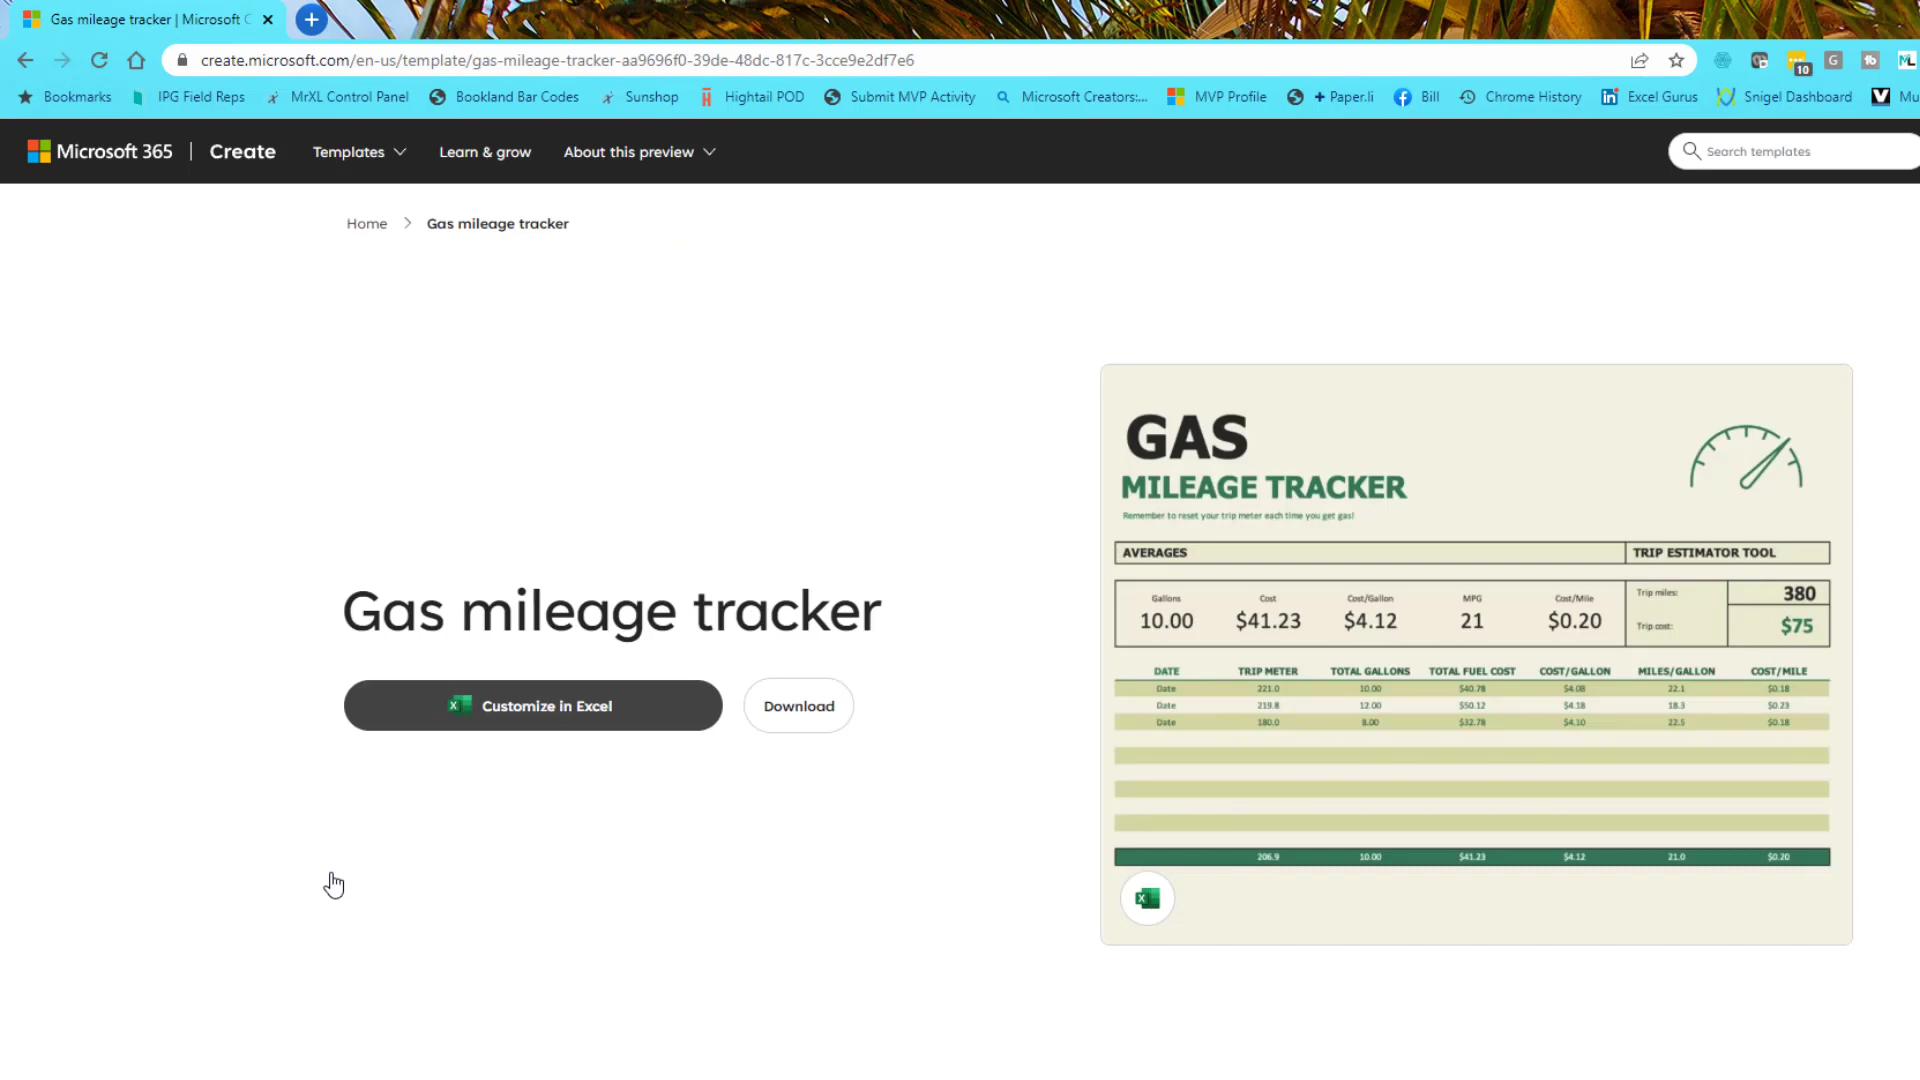 Gas mileage tracker | Microsoft C
create.microsoft.com/en-us/template/gas-mileage-tracker-aa9696f0-39de-48dc-817c-3cce9e2df7e6
10
G
ML
Bookmarks IPG Field Reps MrXL Control Panel Bookland Bar Codes Sunshop Hightail POD Submit MVP Activity Microsoft Creators:... MVP Profile + Paper.li Bill Chrome History Excel Gurus Snigel Dashboard Mu
Microsoft 365 | Create Templates Learn & grow About this preview Search templates
Home > Gas mileage tracker
GAS
MILEAGE TRACKER
Remember to reset your trip meter each time you get gas!
AVERAGES TRIP ESTIMATOR TOOL
Gallons Cost Cost/Gallon MPG Cost/Mile Trip miles: 380
10.00 $41.23 $4.12 21 $0.20 Trip cost: $75
DATE TRIP METER TOTAL GALLONS TOTAL FUEL COST COST/GALLON MILES/GALLON COST/MILE
Date 221.0 10.00 $40.78 $4.08 22.1 $0.18
Date 219.8 12.00 $50.12 $4.18 18.3 $0.23
Date 180.0 8.00 $32.78 $4.10 22.5 $0.18
206.9 10.00 $41.23 $4.12 21.0 $0.20
Gas mileage tracker
Customize in Excel
Download